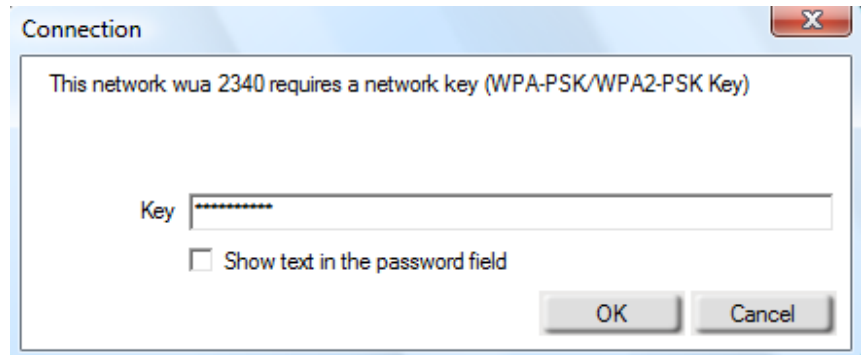 Connection
This network wua 2340 requires a network key (WPA-PSK/WPA2-PSK Key)
Key **********
Show text in the password field
OK Cancel